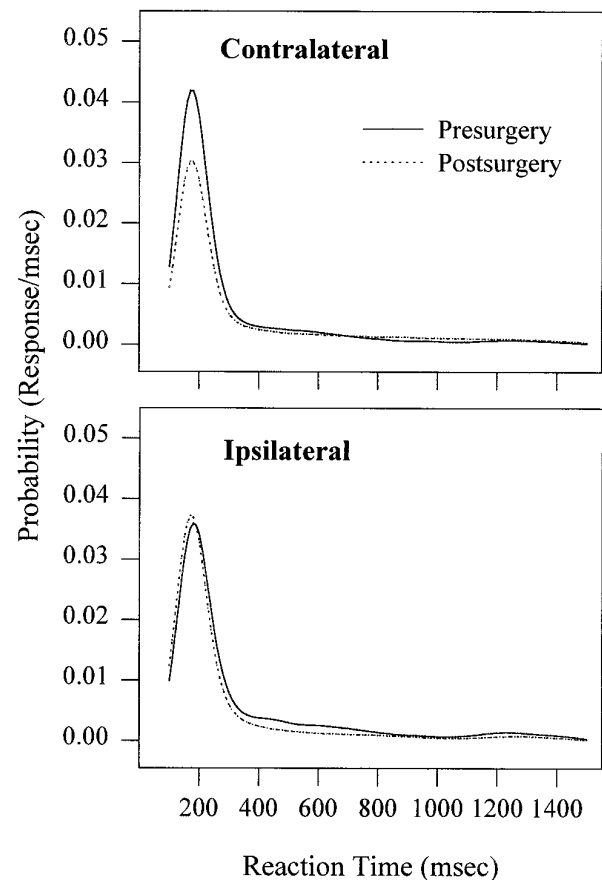 Contralateral
Presurgery
Postsurgery
0.05
0.04
0.03
0.02
0.01
0.00
Ipsilateral
0.05
0.04
0.03
0.02
0.01
0.00
200 400 600 800 1000 1200 1400
Reaction Time (msec)
Probability (Response/msec)